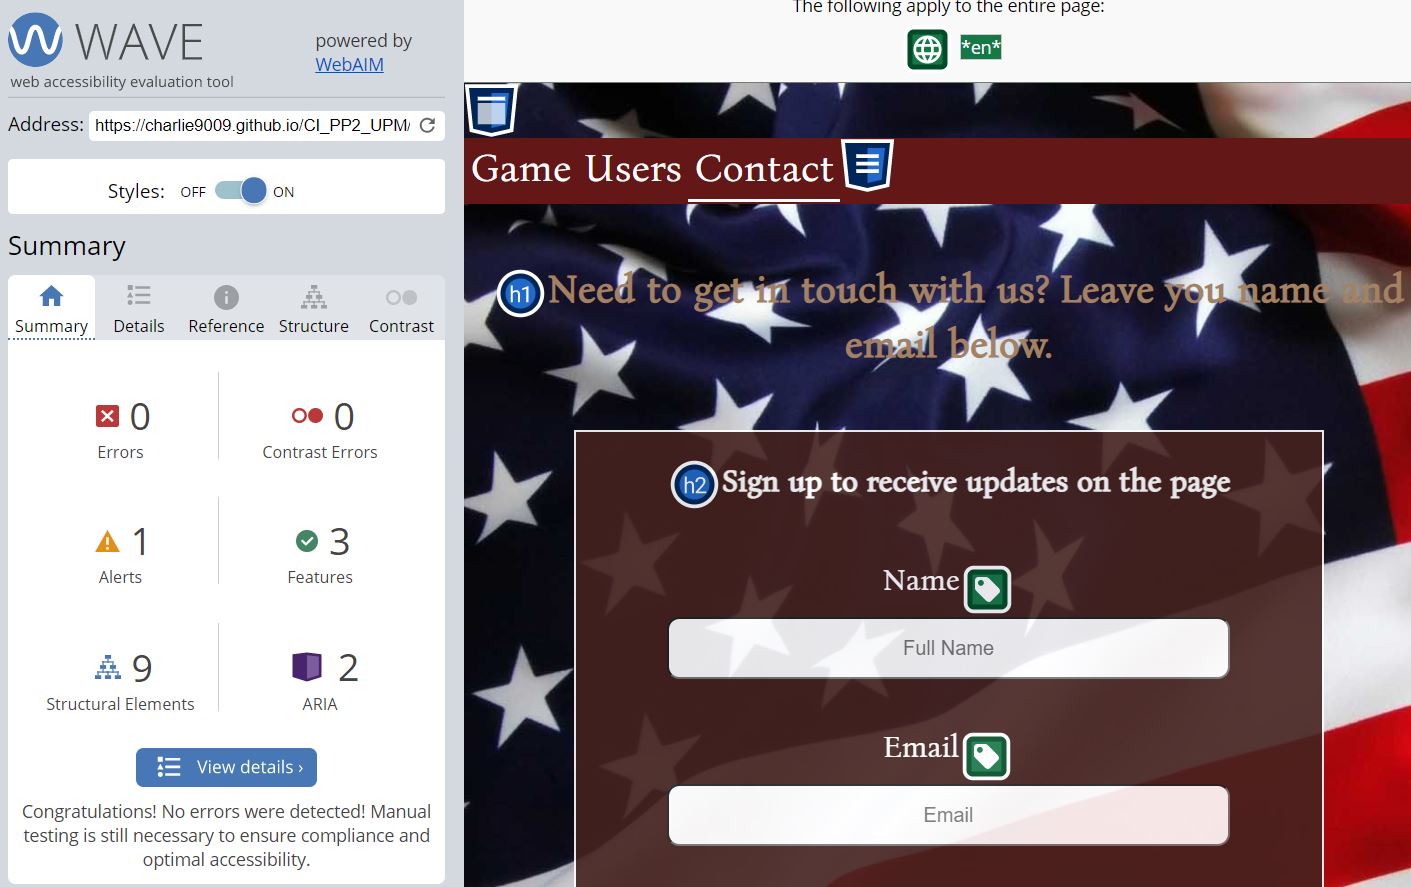 WAVE
powered by
WebAIM
web accessibility evaluation tool
Address: https://charlie9009.github.io/CI_PP2_UPM/
Styles: OFF ON
Summary
Summary Details Reference Structure Contrast
0 0
Errors Contrast Errors
1 3
Alerts Features
9 2
Structural Elements ARIA
View details ›
Congratulations! No errors were detected! Manual
testing is still necessary to ensure compliance and
optimal accessibility.
The following apply to the entire page:
*en*
Game Users Contact
h1 Need to get in touch with us? Leave you name and
email below.
h2 Sign up to receive updates on the page
Name
Full Name
Email
Email